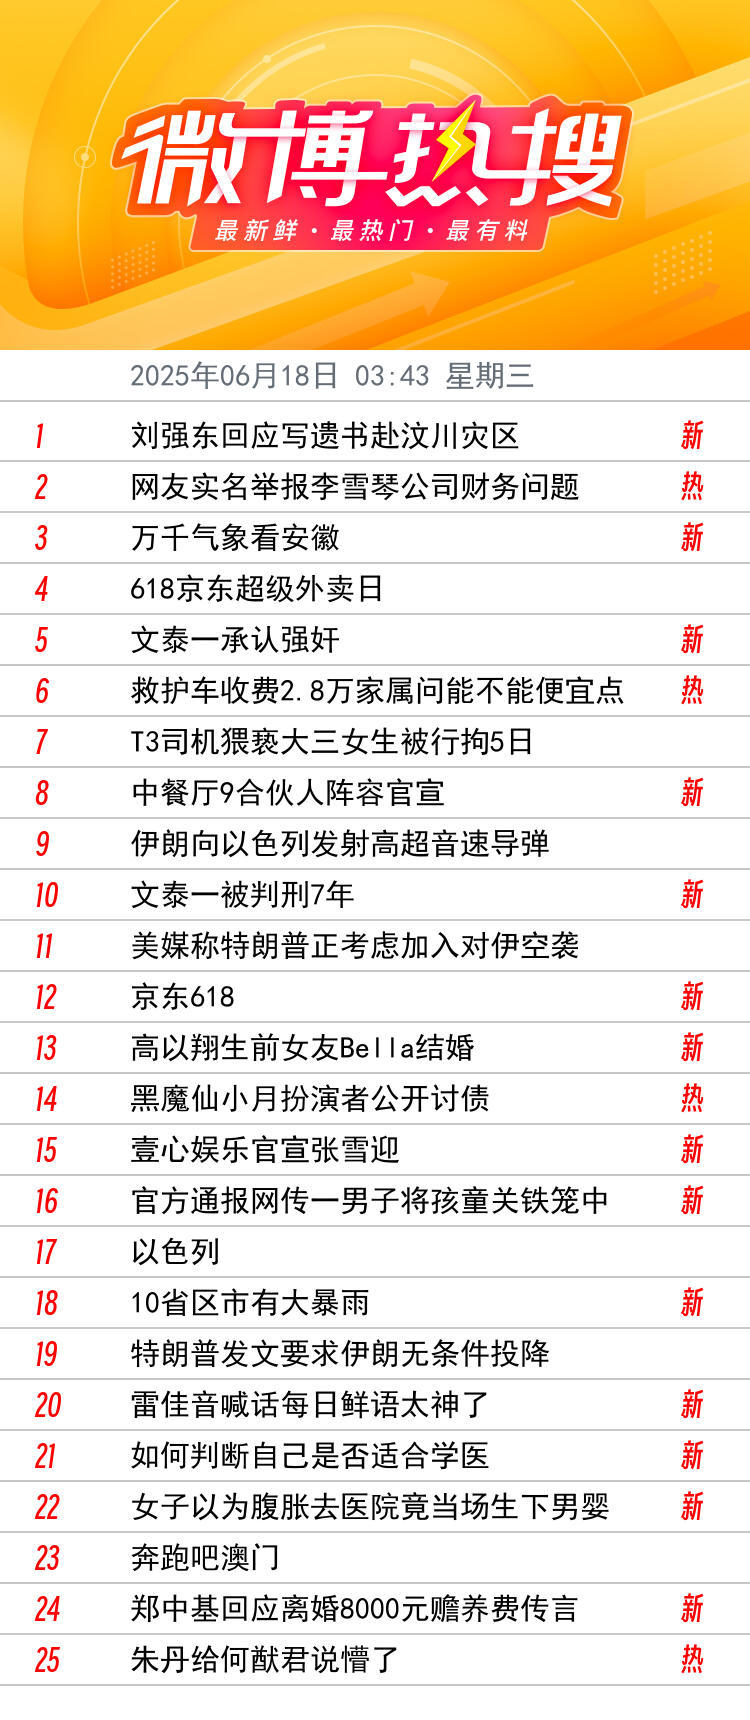 微博热搜
最新鲜·最热门·最有料
2025年06月18日 03:43 星期三
1 刘强东回应写遗书赴汶川灾区 新
2 网友实名举报李雪琴公司财务问题 热
3 万千气象看安徽 新
4 618京东超级外卖日
5 文泰一承认强奸 新
6 救护车收费2.8万家属问能不能便宜点 热
7 T3司机猥亵大三女生被行拘5日
8 中餐厅9合伙人阵容官宣 新
9 伊朗向以色列发射高超音速导弹
10 文泰一被判刑7年 新
11 美媒称特朗普正考虑加入对伊空袭
12 京东618 新
13 高以翔生前女友Bella结婚 新
14 黑魔仙小月扮演者公开讨债 热
15 壹心娱乐官宣张雪迎 新
16 官方通报网传一男子将孩童关铁笼中 新
17 以色列
18 10省区市有大暴雨 新
19 特朗普发文要求伊朗无条件投降
20 雷佳音喊话每日鲜语太神了 新
21 如何判断自己是否适合学医 新
22 女子以为腹胀去医院竟当场生下男婴 新
23 奔跑吧澳门
24 郑中基回应离婚8000元赡养费传言 新
25 朱丹给何猷君说懵了 热